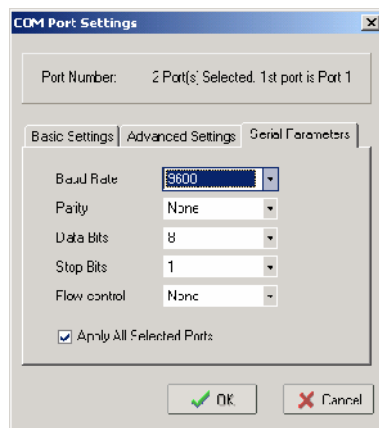 COM Port Settings
Port Number: 2 Port(s) Selected. 1st port is Port 1
Basic Settings Advanced Settings Serial Parameters
Baud Rate 9600
Parity None
Data Bits 8
Stop Bits 1
Flow control None
Apply All Selected Ports
OK Cancel